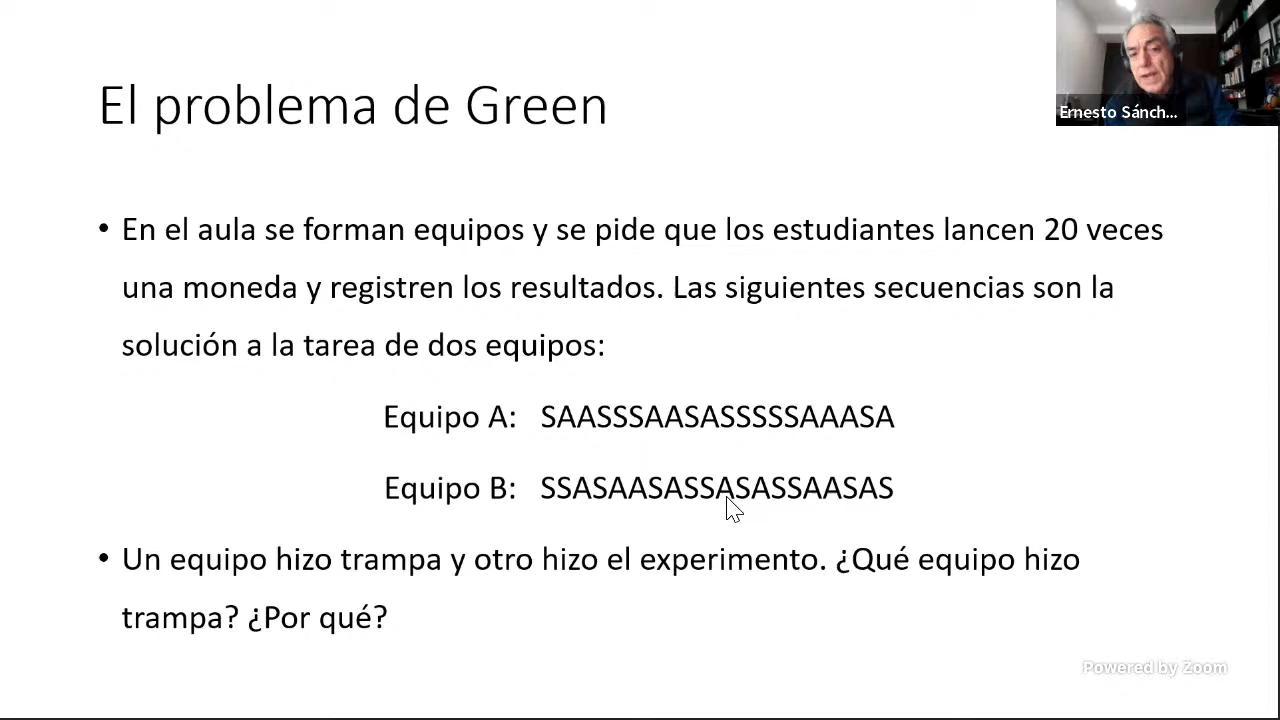 El problema de Green
Ernesto Sánch...
• En el aula se forman equipos y se pide que los estudiantes lancen 20 veces
una moneda y registren los resultados. Las siguientes secuencias son la
solución a la tarea de dos equipos:
Equipo A: SAASSSAASASSSSSAAASA
Equipo B: SSASAASASSASASSAASAS
• Un equipo hizo trampa y otro hizo el experimento. ¿Qué equipo hizo
trampa? ¿Por qué?
Powered by Zoom